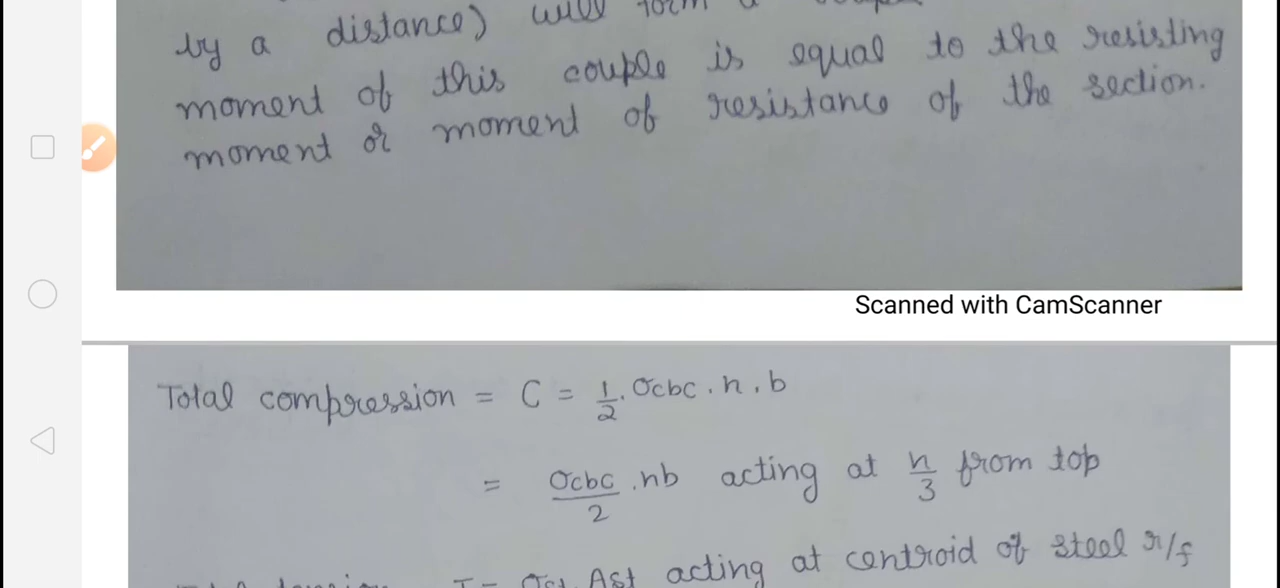 by a distance) will form a
moment of this couple is equal to the resisting
moment or moment of resistance of the section.
Scanned with CamScanner
Total compression = C = 1/2 . σcbc . n . b
= σcbc/2 . nb acting at n/3 from top
T = σst . Ast acting at centroid of steel r/f